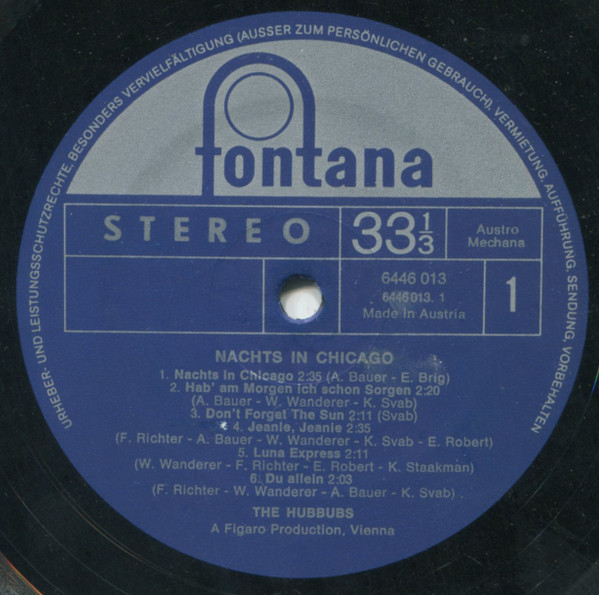 URHEBER- UND LEISTUNGSSCHUTZRECHTE, BESONDERS VERVIELFÄLTIGUNG (AUSSER ZUM PERSÖNLICHEN GEBRAUCH), VERMIETUNG, AUFFÜHRUNG, SENDUNG, VORBEHALTEN
fontana
STEREO
33 1/3
Austro
Mechana
6446 013
6446 013. 1
Made in Austria
1
NACHTS IN CHICAGO
1. Nachts in Chicago 2:35 (A. Bauer - E. Brig)
2. Hab' am Morgen ich schon Sorgen 2:20
(A. Bauer - W. Wanderer - K. Svab)
3. Don't Forget The Sun 2:11 (Svab)
4. Jeanie, Jeanie 2:35
(F. Richter - A. Bauer - W. Wanderer - K. Svab - E. Robert)
5. Luna Express 2:11
(W. Wanderer - F. Richter - E. Robert - K. Staakman)
6. Du allein 2:03
(F. Richter - W. Wanderer - A. Bauer - K. Svab)
THE HUBBUBS
A Figaro Production, Vienna